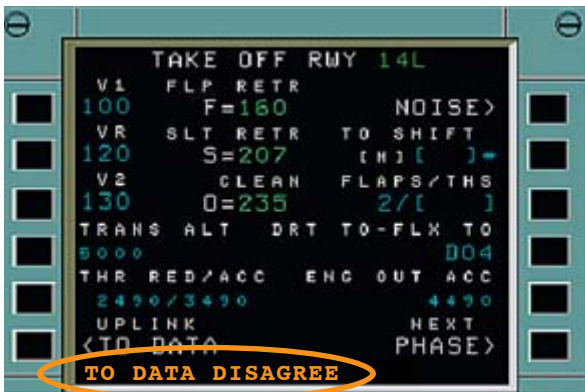 TAKE OFF RWY 14L
V1 FLP RETR
100 F=160 NOISE>
VR SLT RETR TO SHIFT
120 S=207 [M][ ]*
V2 CLEAN FLAPS/THS
130 O=235 2/[ ]
TRANS ALT DRT TO-FLX TO
5000 D04
THR RED/ACC ENG OUT ACC
2490/3490 4490
UPLINK NEXT
<TO DATA PHASE>
TO DATA DISAGREE